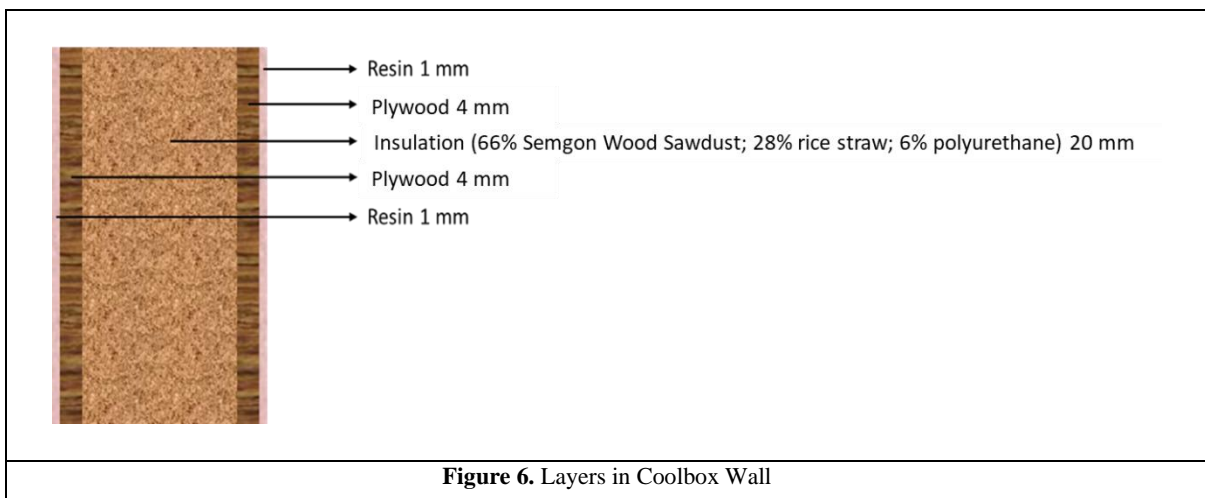 Resin 1 mm
Plywood 4 mm
Insulation (66% Semgon Wood Sawdust; 28% rice straw; 6% polyurethane) 20 mm
Plywood 4 mm
Resin 1 mm
Figure 6. Layers in Coolbox Wall